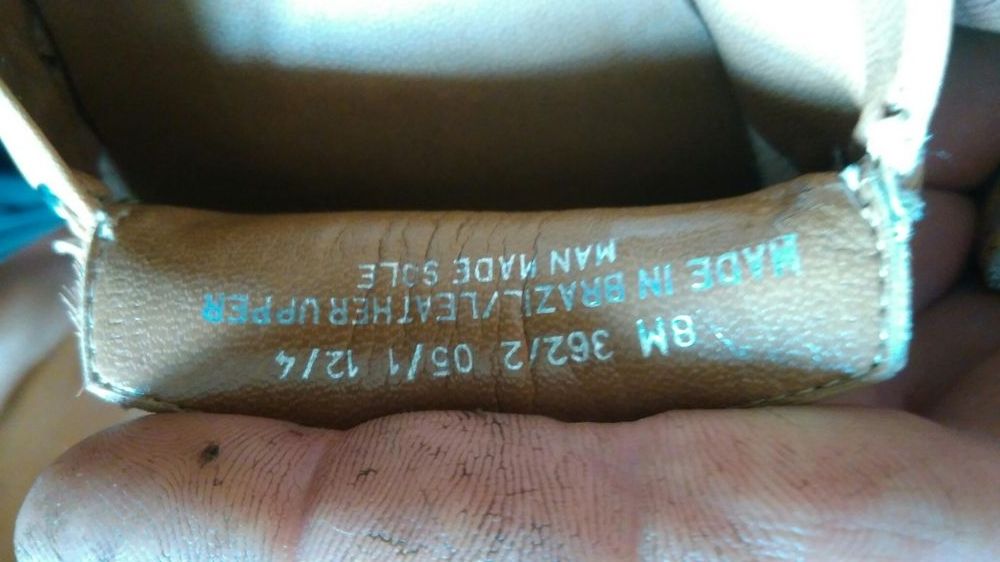 8M 362/2 05/1 12/4
MADE IN BRAZIL/LEATHER UPPER
MAN MADE SOLE